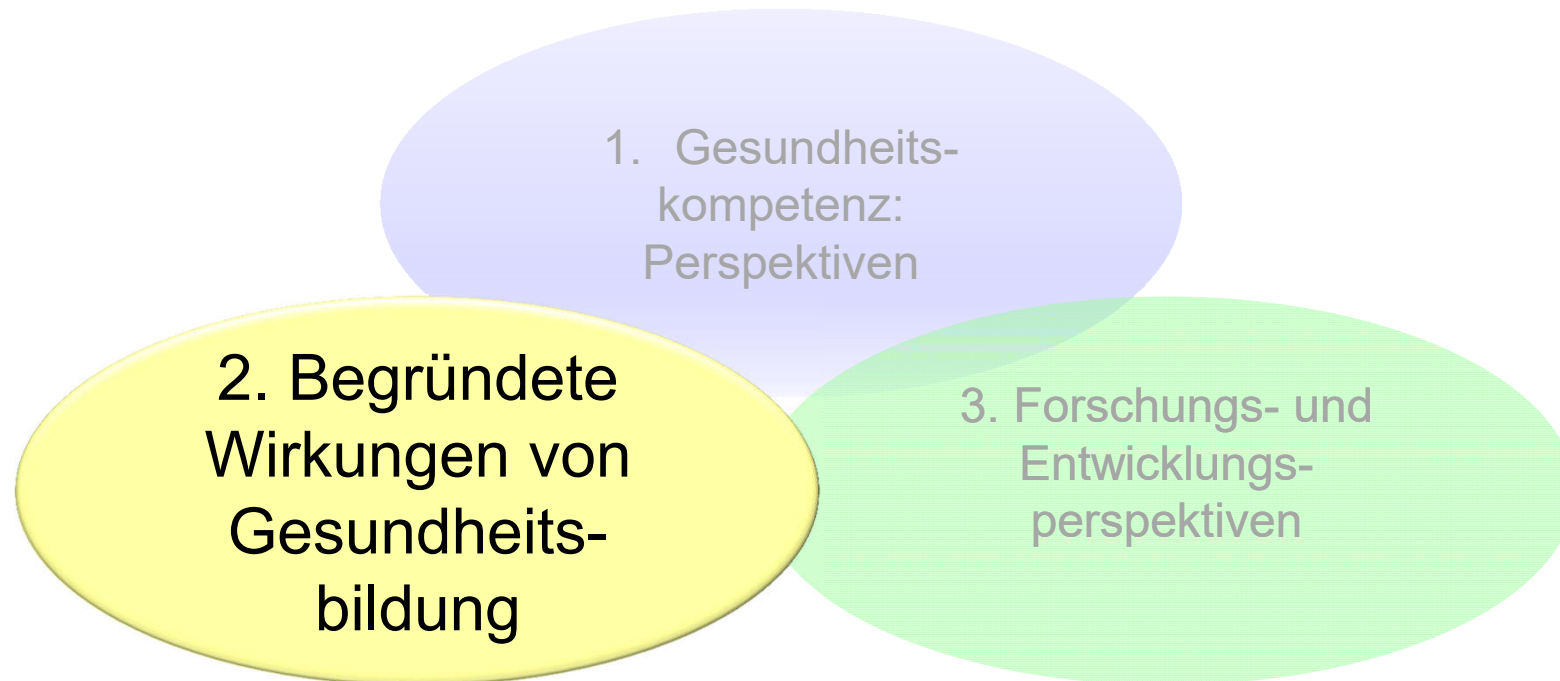 1. Gesundheits-
kompetenz:
Perspektiven
2. Begründete
Wirkungen von
Gesundheits-
bildung
3. Forschungs- und
Entwicklungs-
perspektiven